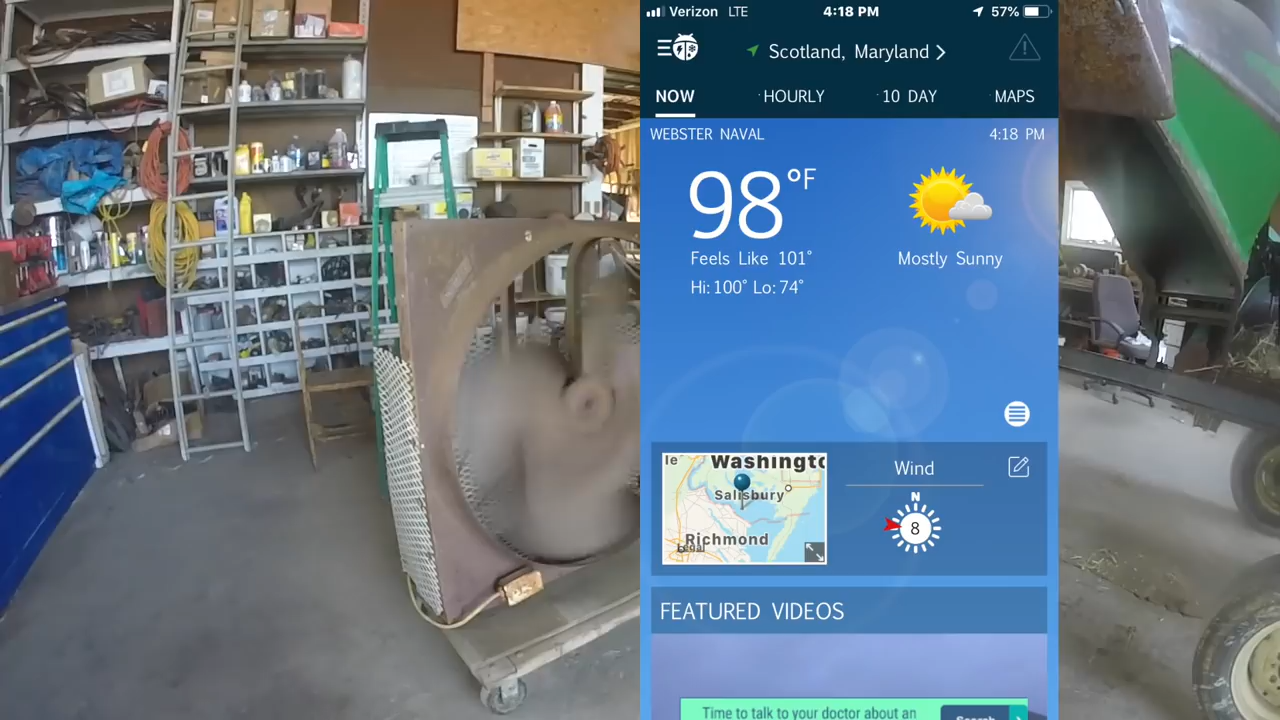 Verizon LTE 4:18 PM 57%
Scotland, Maryland
NOW HOURLY 10 DAY MAPS
WEBSTER NAVAL 4:18 PM
98°F
Feels Like 101°
Hi: 100° Lo: 74°
Mostly Sunny
Washingto
Salisbury
Richmond
Legal
Wind
N
8
FEATURED VIDEOS
Time to talk to your doctor about an
Search